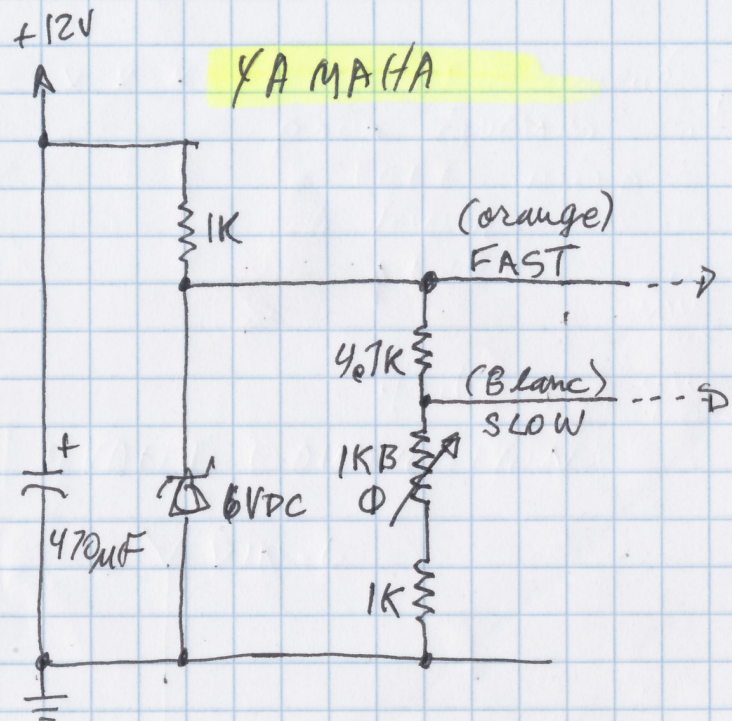 +12V
YAMAHA
1K
(orange)
FAST
4.7K
(Blanc)
SLOW
+
1KB
6VDC
470µF
1K